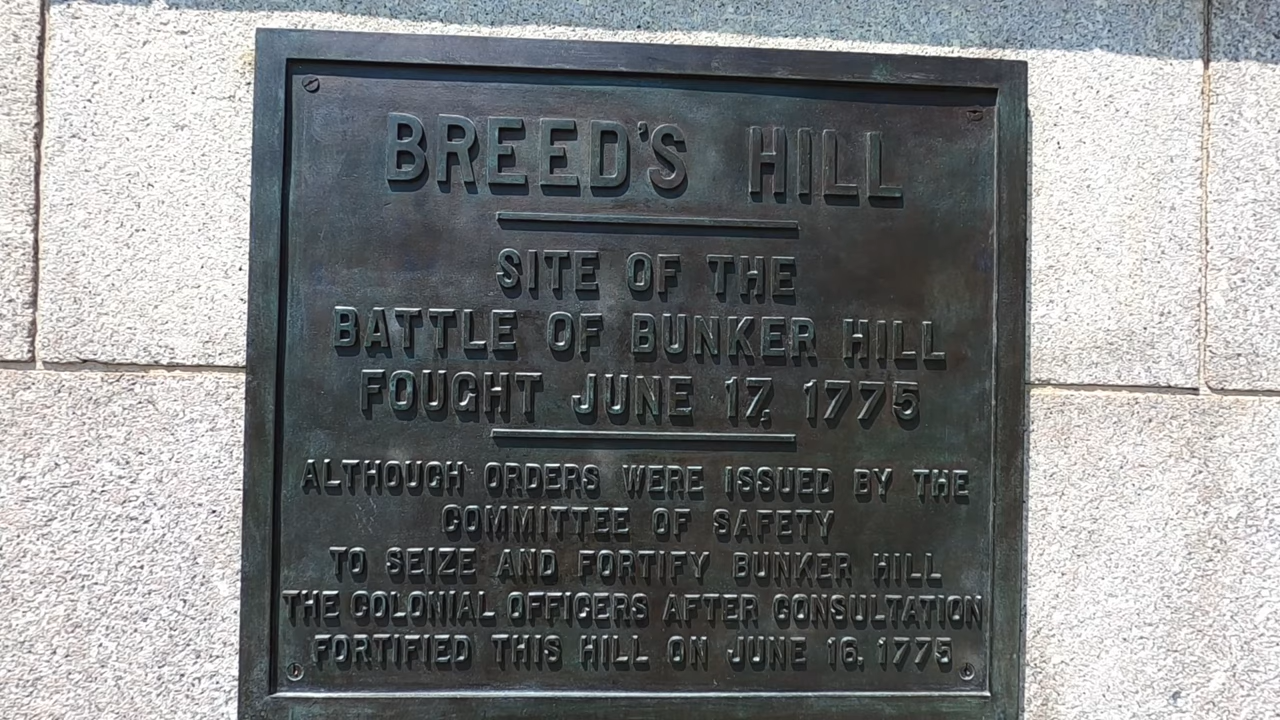 BREED'S HILL
SITE OF THE
BATTLE OF BUNKER HILL
FOUGHT JUNE 17, 1775
ALTHOUGH ORDERS WERE ISSUED BY THE
COMMITTEE OF SAFETY
TO SEIZE AND FORTIFY BUNKER HILL
THE COLONIAL OFFICERS AFTER CONSULTATION
FORTIFIED THIS HILL ON JUNE 16, 1775